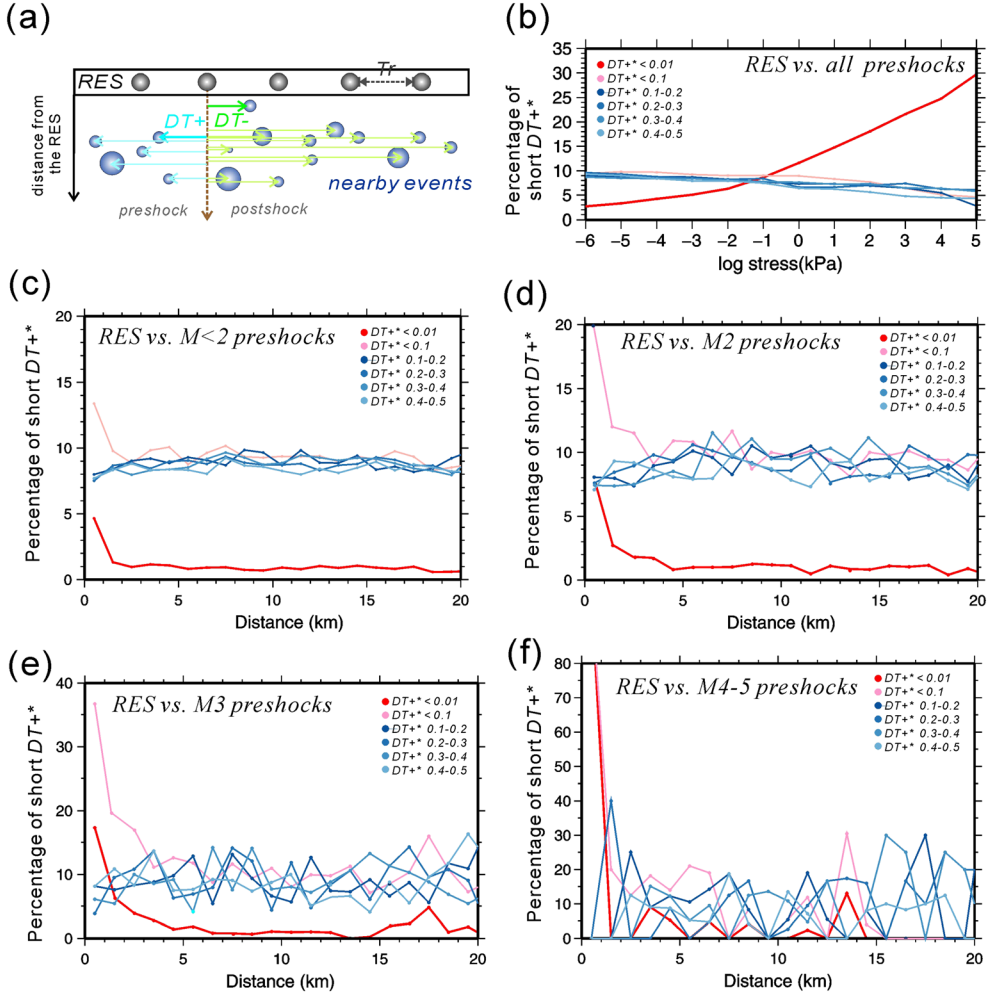 (a)
RES
Tr
DT+
DT-
distance from
the RES
nearby events
preshock
postshock
(b)
RES vs. all preshocks
DT+* < 0.01
DT+* < 0.1
DT+* 0.1-0.2
DT+* 0.2-0.3
DT+* 0.3-0.4
DT+* 0.4-0.5
Percentage of
short DT+*
35
30
25
20
15
10
5
0
−6 −5 −4 −3 −2 −1 0 1 2 3 4 5
log stress(kPa)
(c)
RES vs. M<2 preshocks
DT+* < 0.01
DT+* < 0.1
DT+* 0.1-0.2
DT+* 0.2-0.3
DT+* 0.3-0.4
DT+* 0.4-0.5
Percentage of short DT+*
20
15
10
5
0
0 5 10 15 20
Distance (km)
(d)
RES vs. M2 preshocks
DT+* < 0.01
DT+* < 0.1
DT+* 0.1-0.2
DT+* 0.2-0.3
DT+* 0.3-0.4
DT+* 0.4-0.5
Percentage of short DT+*
20
15
10
5
0
0 5 10 15 20
Distance (km)
(e)
RES vs. M3 preshocks
DT+* < 0.01
DT+* < 0.1
DT+* 0.1-0.2
DT+* 0.2-0.3
DT+* 0.3-0.4
DT+* 0.4-0.5
Percentage of short DT+*
40
30
20
10
0
0 5 10 15 20
Distance (km)
(f)
RES vs. M4-5 preshocks
DT+* < 0.01
DT+* < 0.1
DT+* 0.1-0.2
DT+* 0.2-0.3
DT+* 0.3-0.4
DT+* 0.4-0.5
Percentage of short DT+*
80
70
60
50
40
30
20
10
0
0 5 10 15 20
Distance (km)